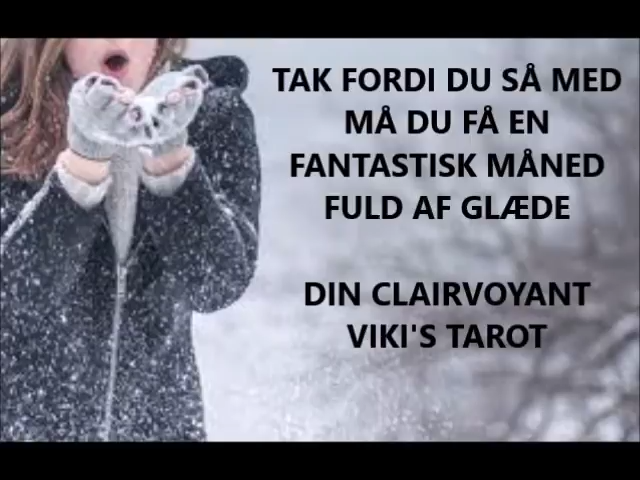 TAK FORDI DU SÅ MED
MÅ DU FÅ EN
FANTASTISK MÅNED
FULD AF GLÆDE
DIN CLAIRVOYANT
VIKI'S TAROT